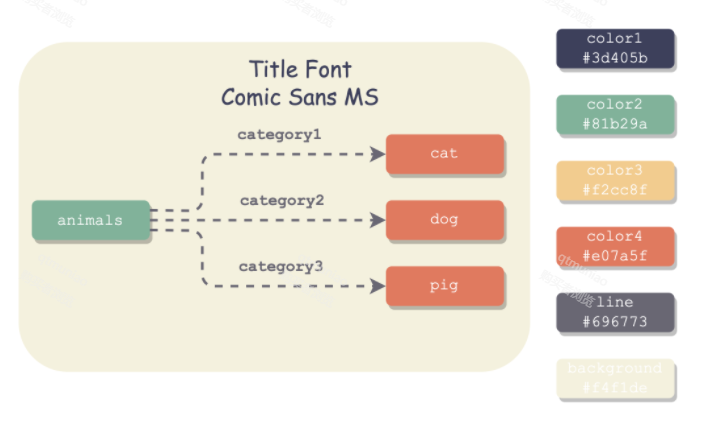 Title Font
Comic Sans MS
category1
cat
animals
category2
dog
category3
pig
color1
#3d405b
color2
#81b29a
color3
#f2cc8f
color4
#e07a5f
line
#696773
background
#f4f1de